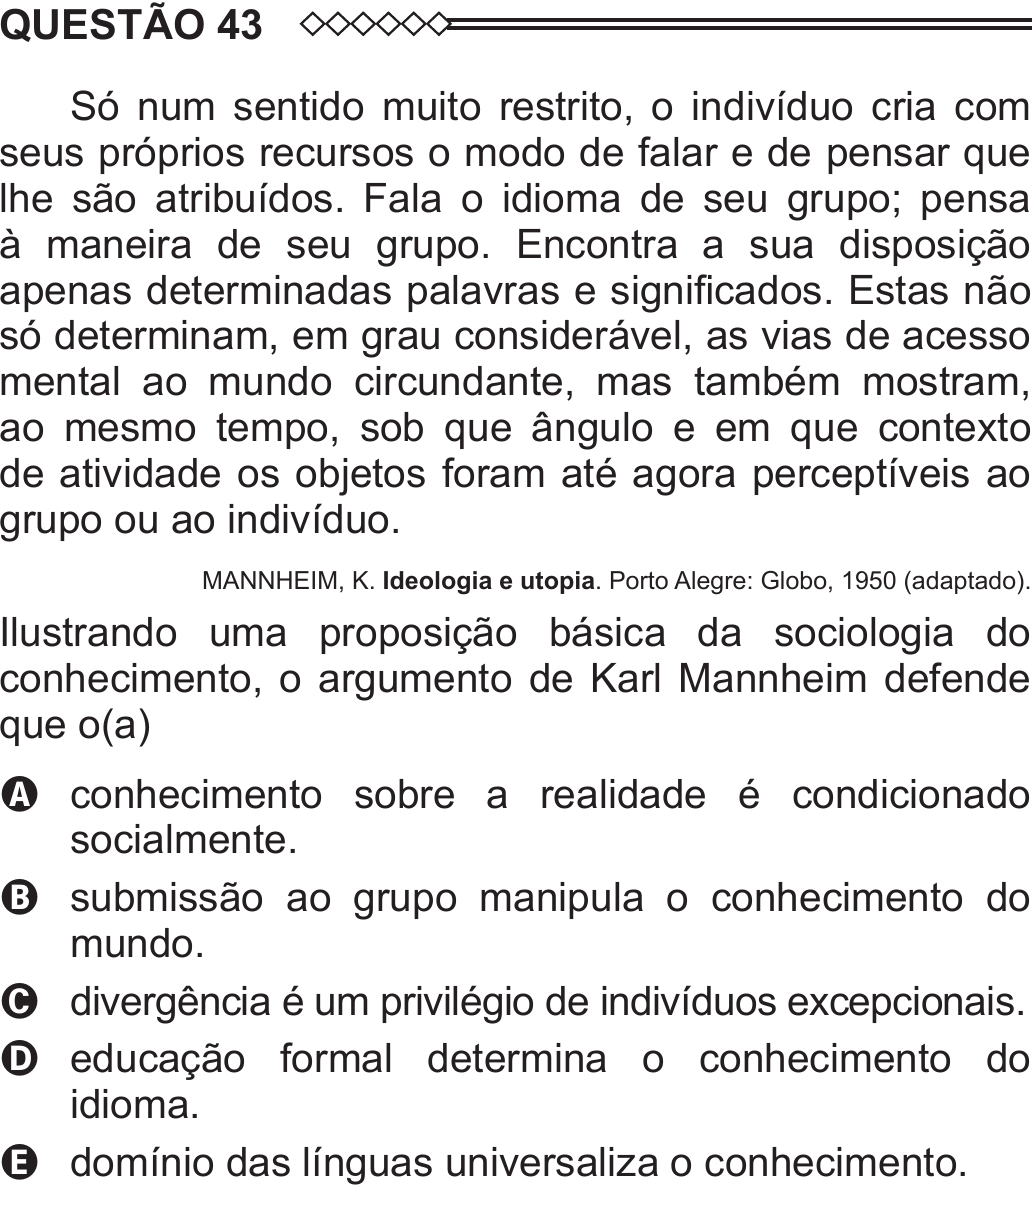 QUESTÃO 43
Só num sentido muito restrito, o indivíduo cria com
seus próprios recursos o modo de falar e de pensar que
lhe são atribuídos. Fala o idioma de seu grupo; pensa
à maneira de seu grupo. Encontra a sua disposição
apenas determinadas palavras e significados. Estas não
só determinam, em grau considerável, as vias de acesso
mental ao mundo circundante, mas também mostram,
ao mesmo tempo, sob que ângulo e em que contexto
de atividade os objetos foram até agora perceptíveis ao
grupo ou ao indivíduo.
MANNHEIM, K. Ideologia e utopia. Porto Alegre: Globo, 1950 (adaptado).
Ilustrando uma proposição básica da sociologia do
conhecimento, o argumento de Karl Mannheim defende
que o(a)
A conhecimento sobre a realidade é condicionado
socialmente.
B submissão ao grupo manipula o conhecimento do
mundo.
C divergência é um privilégio de indivíduos excepcionais.
D educação formal determina o conhecimento do
idioma.
E domínio das línguas universaliza o conhecimento.